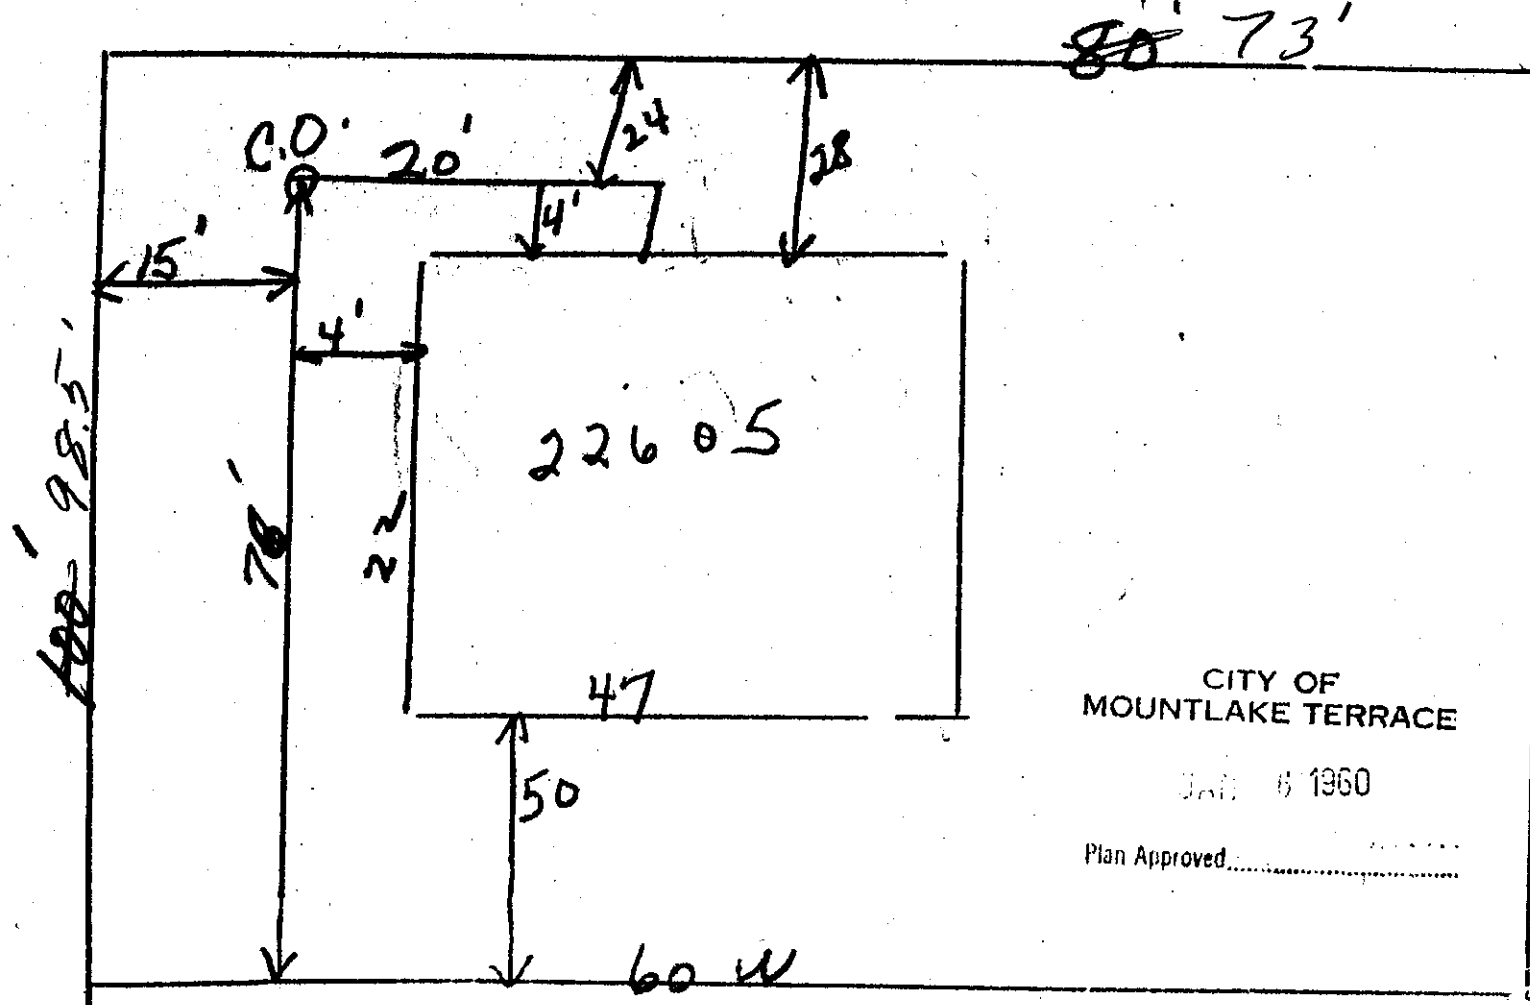 80 73'
C.O.
20'
24
28
4'
15'
4'
98.5'
100'
76'
22605
22
47
50
60 W
CITY OF
MOUNTLAKE TERRACE
JAN 6 1960
Plan Approved